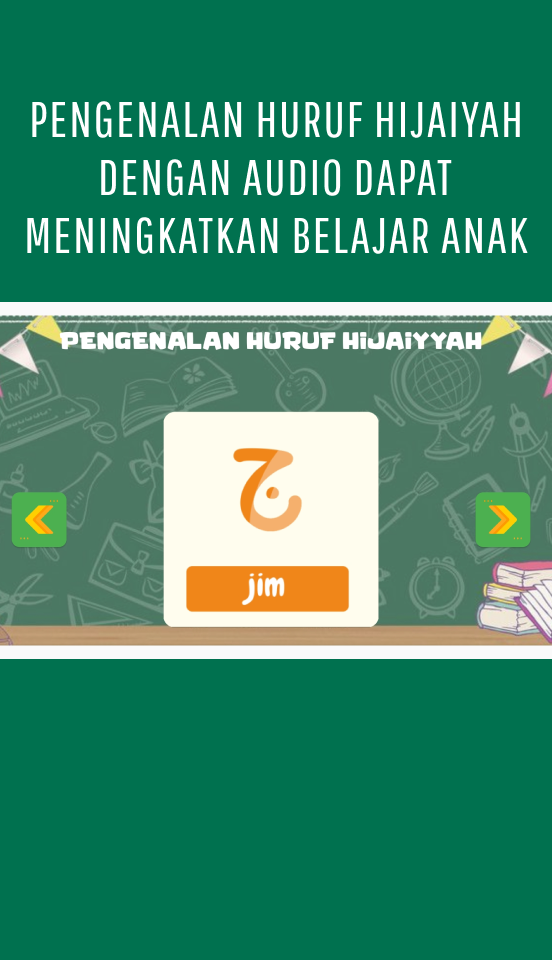 PENGENALAN HURUF HIJAIYAH
DENGAN AUDIO DAPAT
MENINGKATKAN BELAJAR ANAK
PENGENALAN HURUF HiJAiYYAH
ج
jim